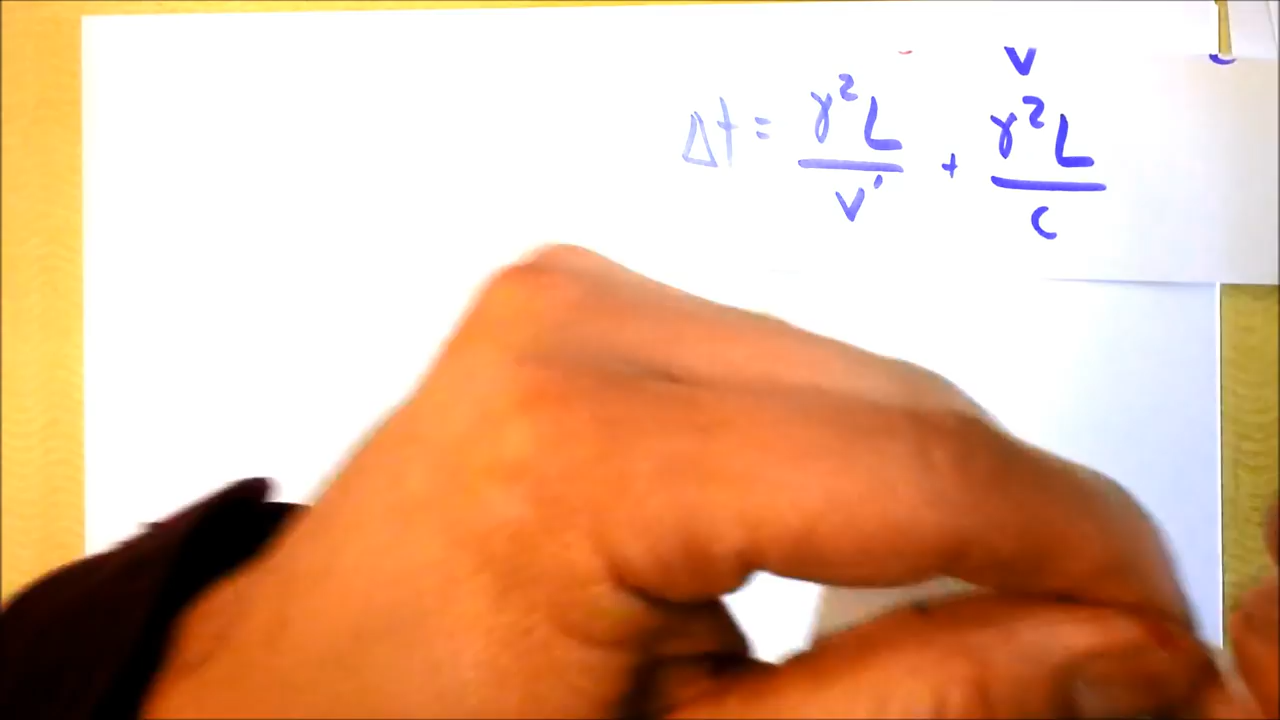 v
Δt = γ²L / v' + γ²L / c